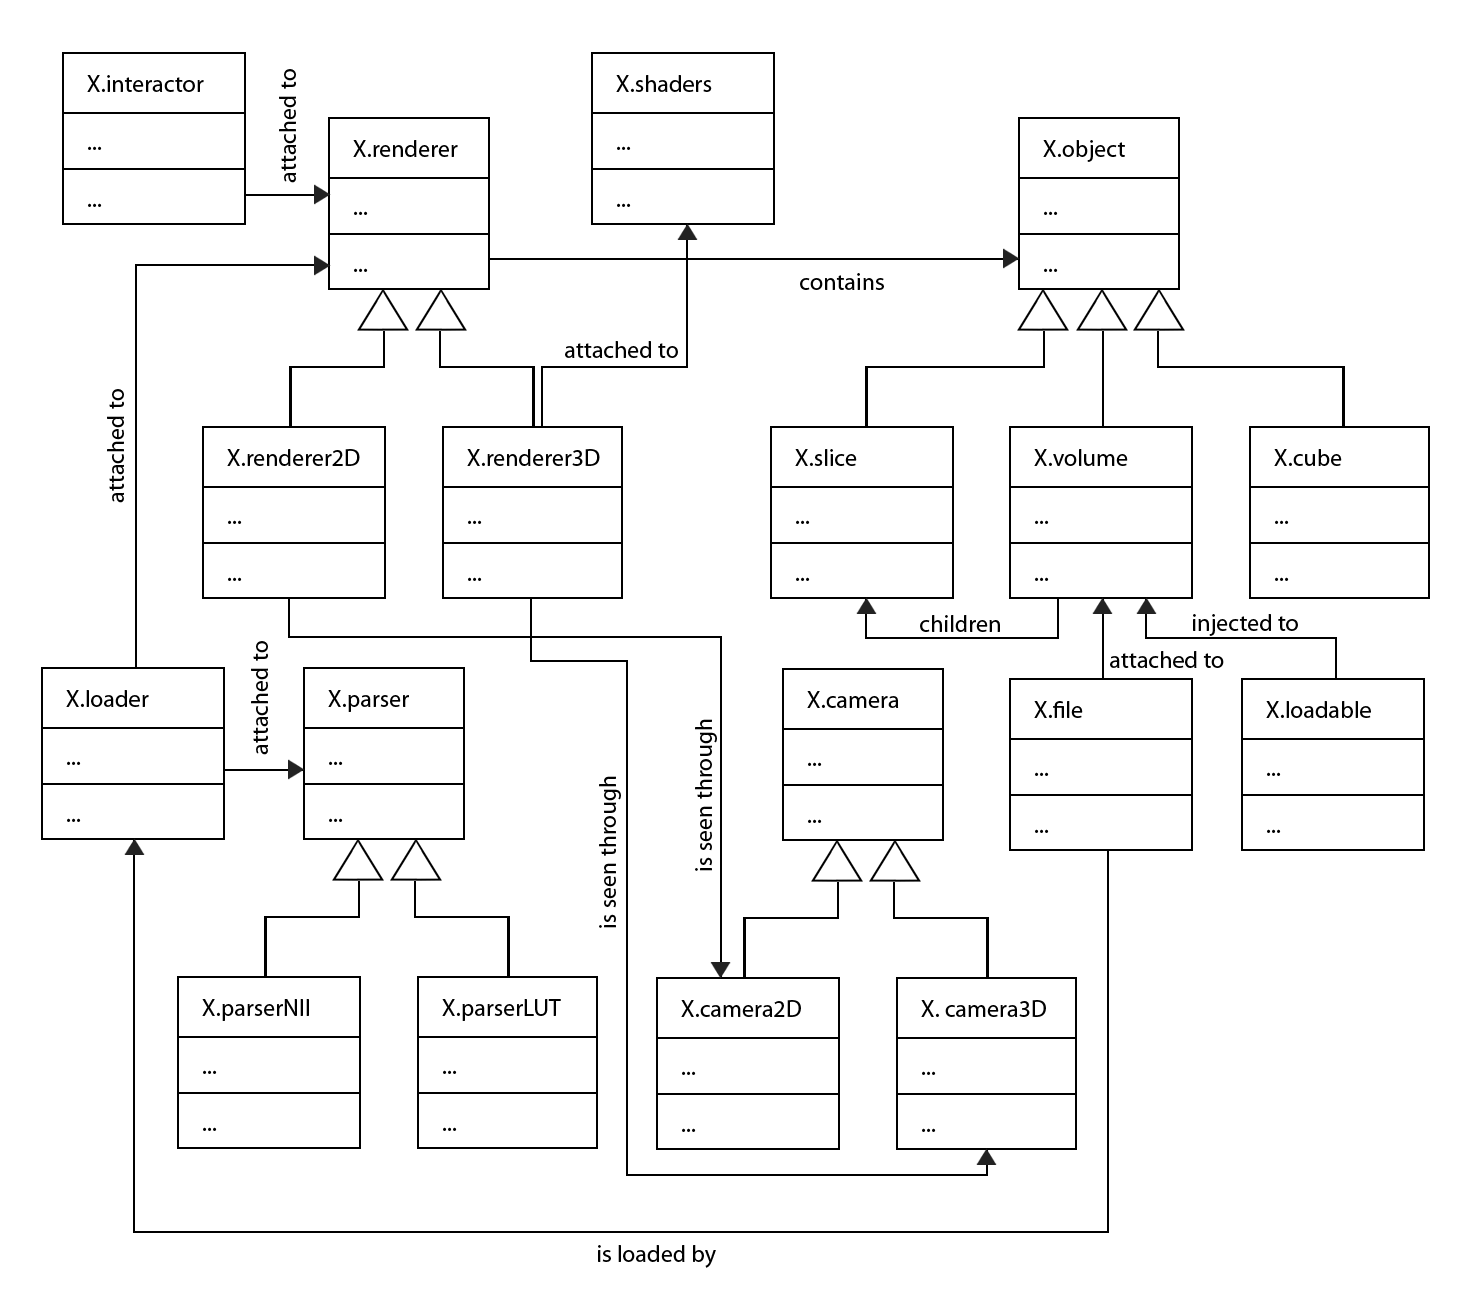 X.interactor
...
...
attached to
X.renderer
...
...
X.shaders
...
...
X.object
...
...
contains
attached to
attached to
X.renderer2D
...
...
X.renderer3D
...
...
X.slice
...
...
X.volume
...
...
X.cube
...
...
children
injected to
attached to
X.loader
...
...
attached to
X.parser
...
...
is seen through
is seen through
X.camera
...
...
X.file
...
...
X.loadable
...
...
X.parserNII
...
...
X.parserLUT
...
...
X.camera2D
...
...
X. camera3D
...
...
is loaded by